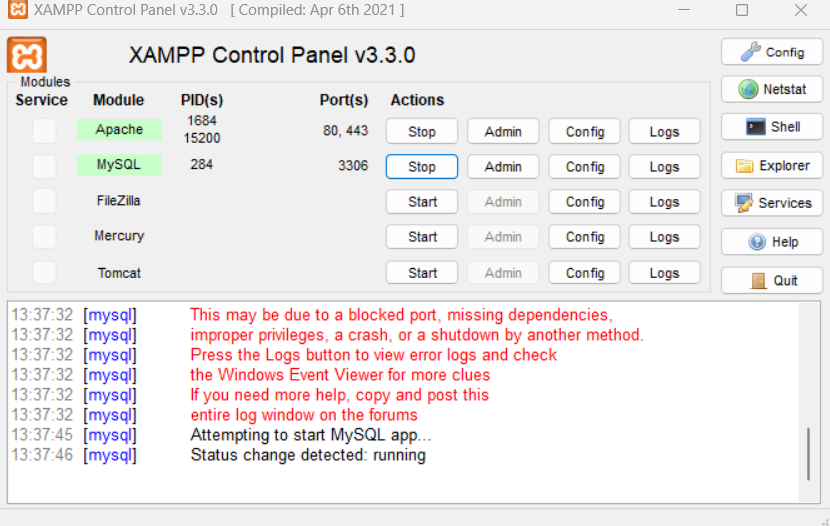 XAMPP Control Panel v3.3.0 [ Compiled: Apr 6th 2021 ]
XAMPP Control Panel v3.3.0
Config
Modules
Service Module PID(s) Port(s) Actions
Netstat
Apache 1684 15200 80, 443 Stop Admin Config Logs
Shell
MySQL 284 3306 Stop Admin Config Logs
Explorer
FileZilla Start Admin Config Logs
Services
Mercury Start Admin Config Logs
Help
Tomcat Start Admin Config Logs
Quit
13:37:32 [mysql] This may be due to a blocked port, missing dependencies,
13:37:32 [mysql] improper privileges, a crash, or a shutdown by another method.
13:37:32 [mysql] Press the Logs button to view error logs and check
13:37:32 [mysql] the Windows Event Viewer for more clues
13:37:32 [mysql] If you need more help, copy and post this
13:37:32 [mysql] entire log window on the forums
13:37:45 [mysql] Attempting to start MySQL app...
13:37:46 [mysql] Status change detected: running